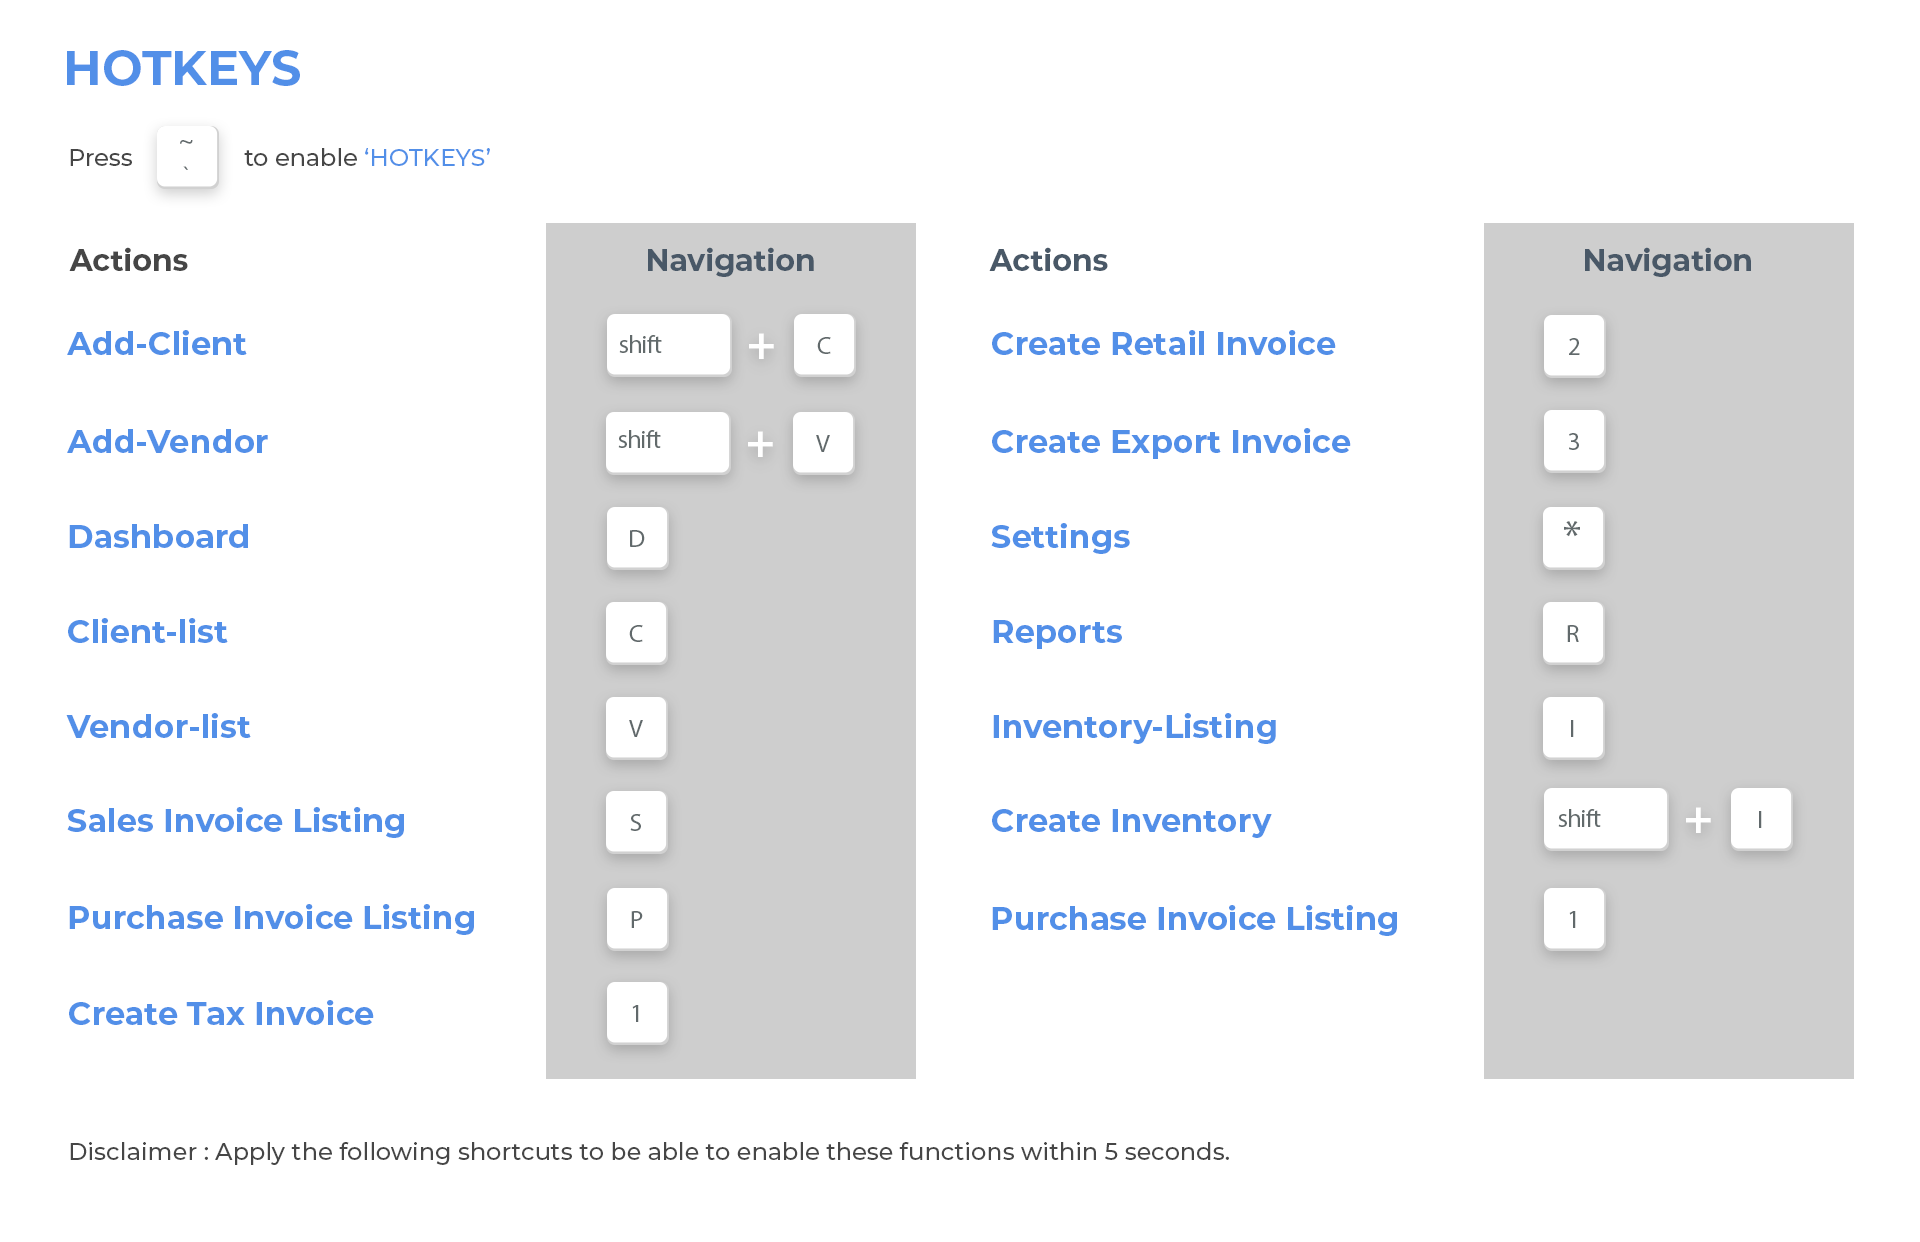 HOTKEYS
Press ~ ` to enable ‘HOTKEYS’
Actions Navigation
Add-Client shift + C
Add-Vendor shift + V
Dashboard D
Client-list C
Vendor-list V
Sales Invoice Listing S
Purchase Invoice Listing P
Create Tax Invoice 1
Actions Navigation
Create Retail Invoice 2
Create Export Invoice 3
Settings *
Reports R
Inventory-Listing I
Create Inventory shift + I
Purchase Invoice Listing 1
Disclaimer : Apply the following shortcuts to be able to enable these functions within 5 seconds.